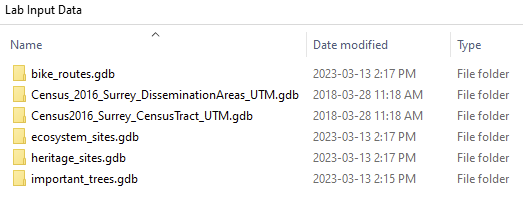 Lab Input Data
Name Date modified Type
bike_routes.gdb 2023-03-13 2:17 PM File folder
Census_2016_Surrey_DisseminationAreas_UTM.gdb 2018-03-28 11:18 AM File folder
Census2016_Surrey_CensusTract_UTM.gdb 2018-03-28 11:18 AM File folder
ecosystem_sites.gdb 2023-03-13 2:17 PM File folder
heritage_sites.gdb 2023-03-13 2:17 PM File folder
important_trees.gdb 2023-03-13 2:15 PM File folder